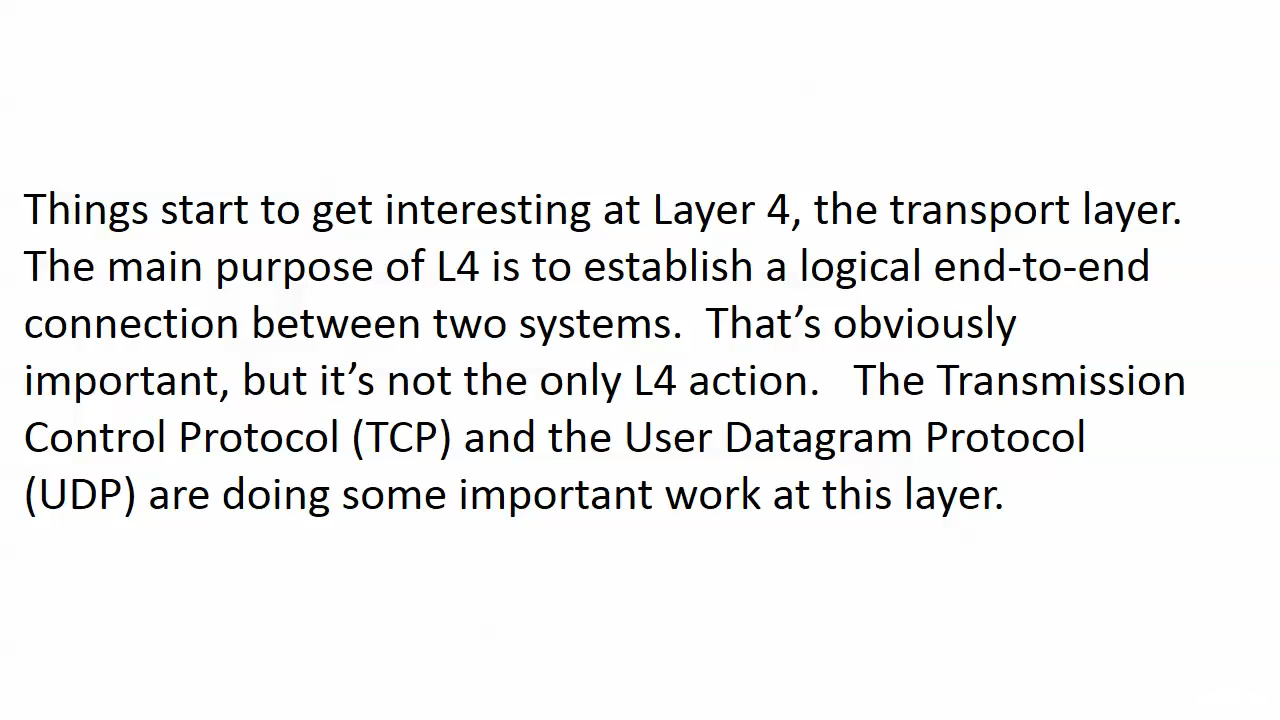 Things start to get interesting at Layer 4, the transport layer.
The main purpose of L4 is to establish a logical end-to-end
connection between two systems.  That’s obviously
important, but it’s not the only L4 action.   The Transmission
Control Protocol (TCP) and the User Datagram Protocol
(UDP) are doing some important work at this layer.